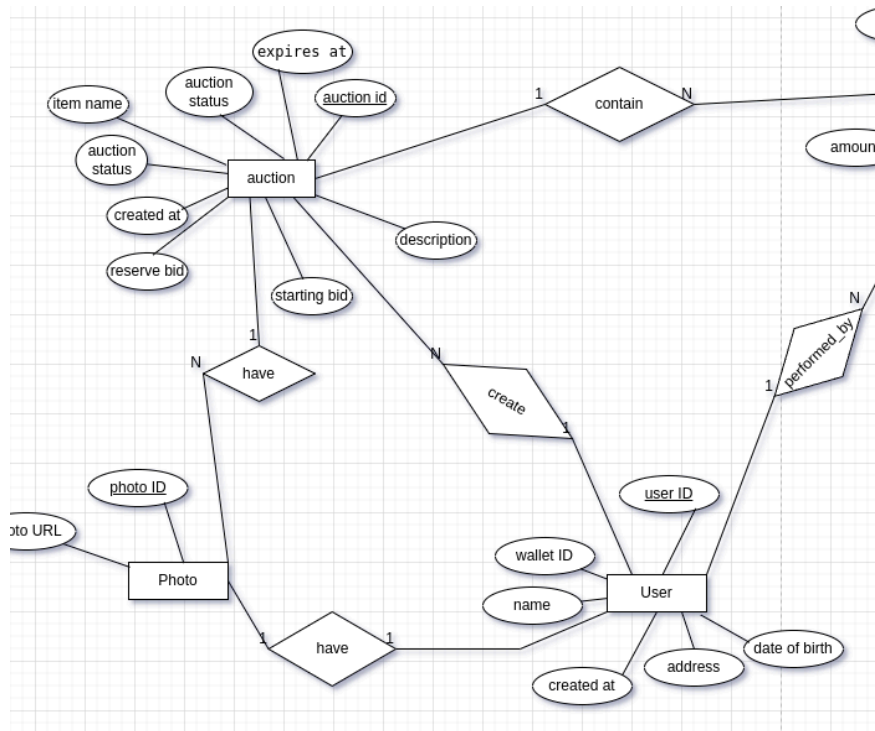 expires at
auction
status
auction id
item name
1
contain
N
auction
status
auction
amoun
created at
description
reserve bid
starting bid
N
performed_by
1
1
N
have
N
create
1
photo ID
user ID
oto URL
wallet ID
Photo
User
name
1
have
1
date of birth
address
created at